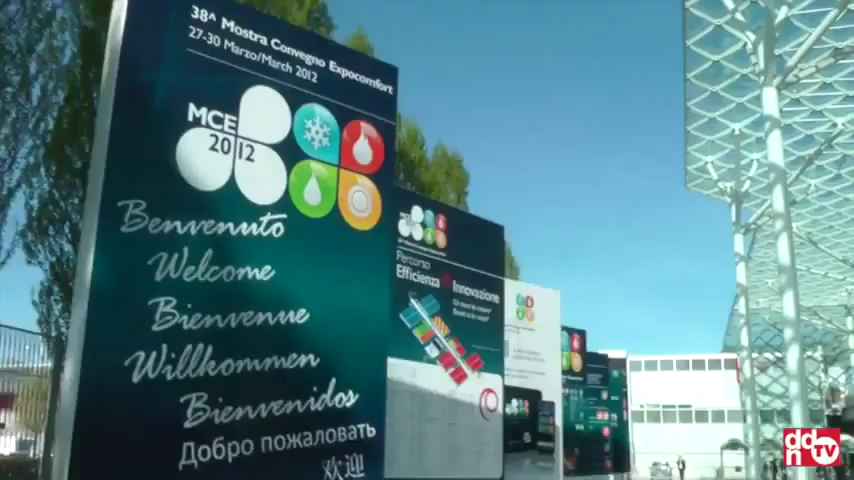 38^ Mostra Convegno Expocomfort
27-30 Marzo/March 2012
MCE
2012
Benvenuto
Welcome
Bienvenue
Willkommen
Bienvenidos
Добро пожаловать
欢迎
Percorso
Efficienza Innovazione
ddn TV